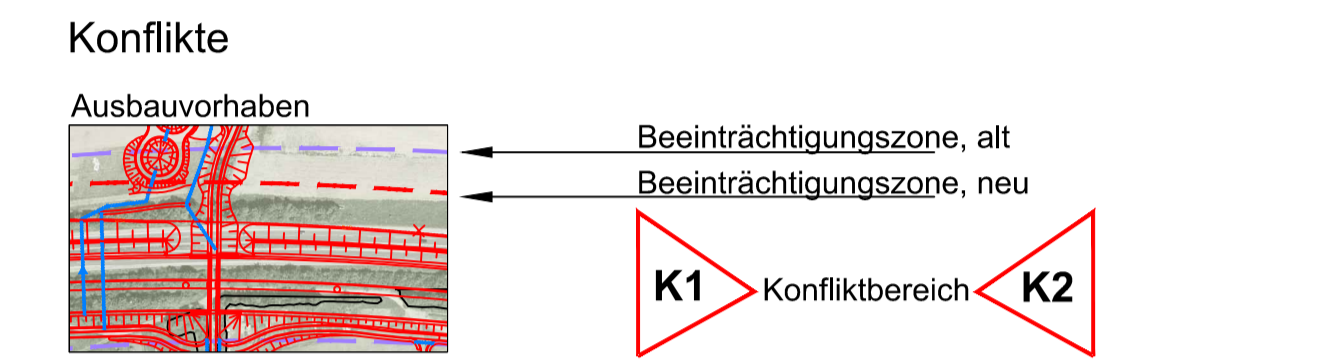 Konflikte
Ausbauvorhaben
Beeinträchtigungszone, alt
Beeinträchtigungszone, neu
K1 Konfliktbereich K2